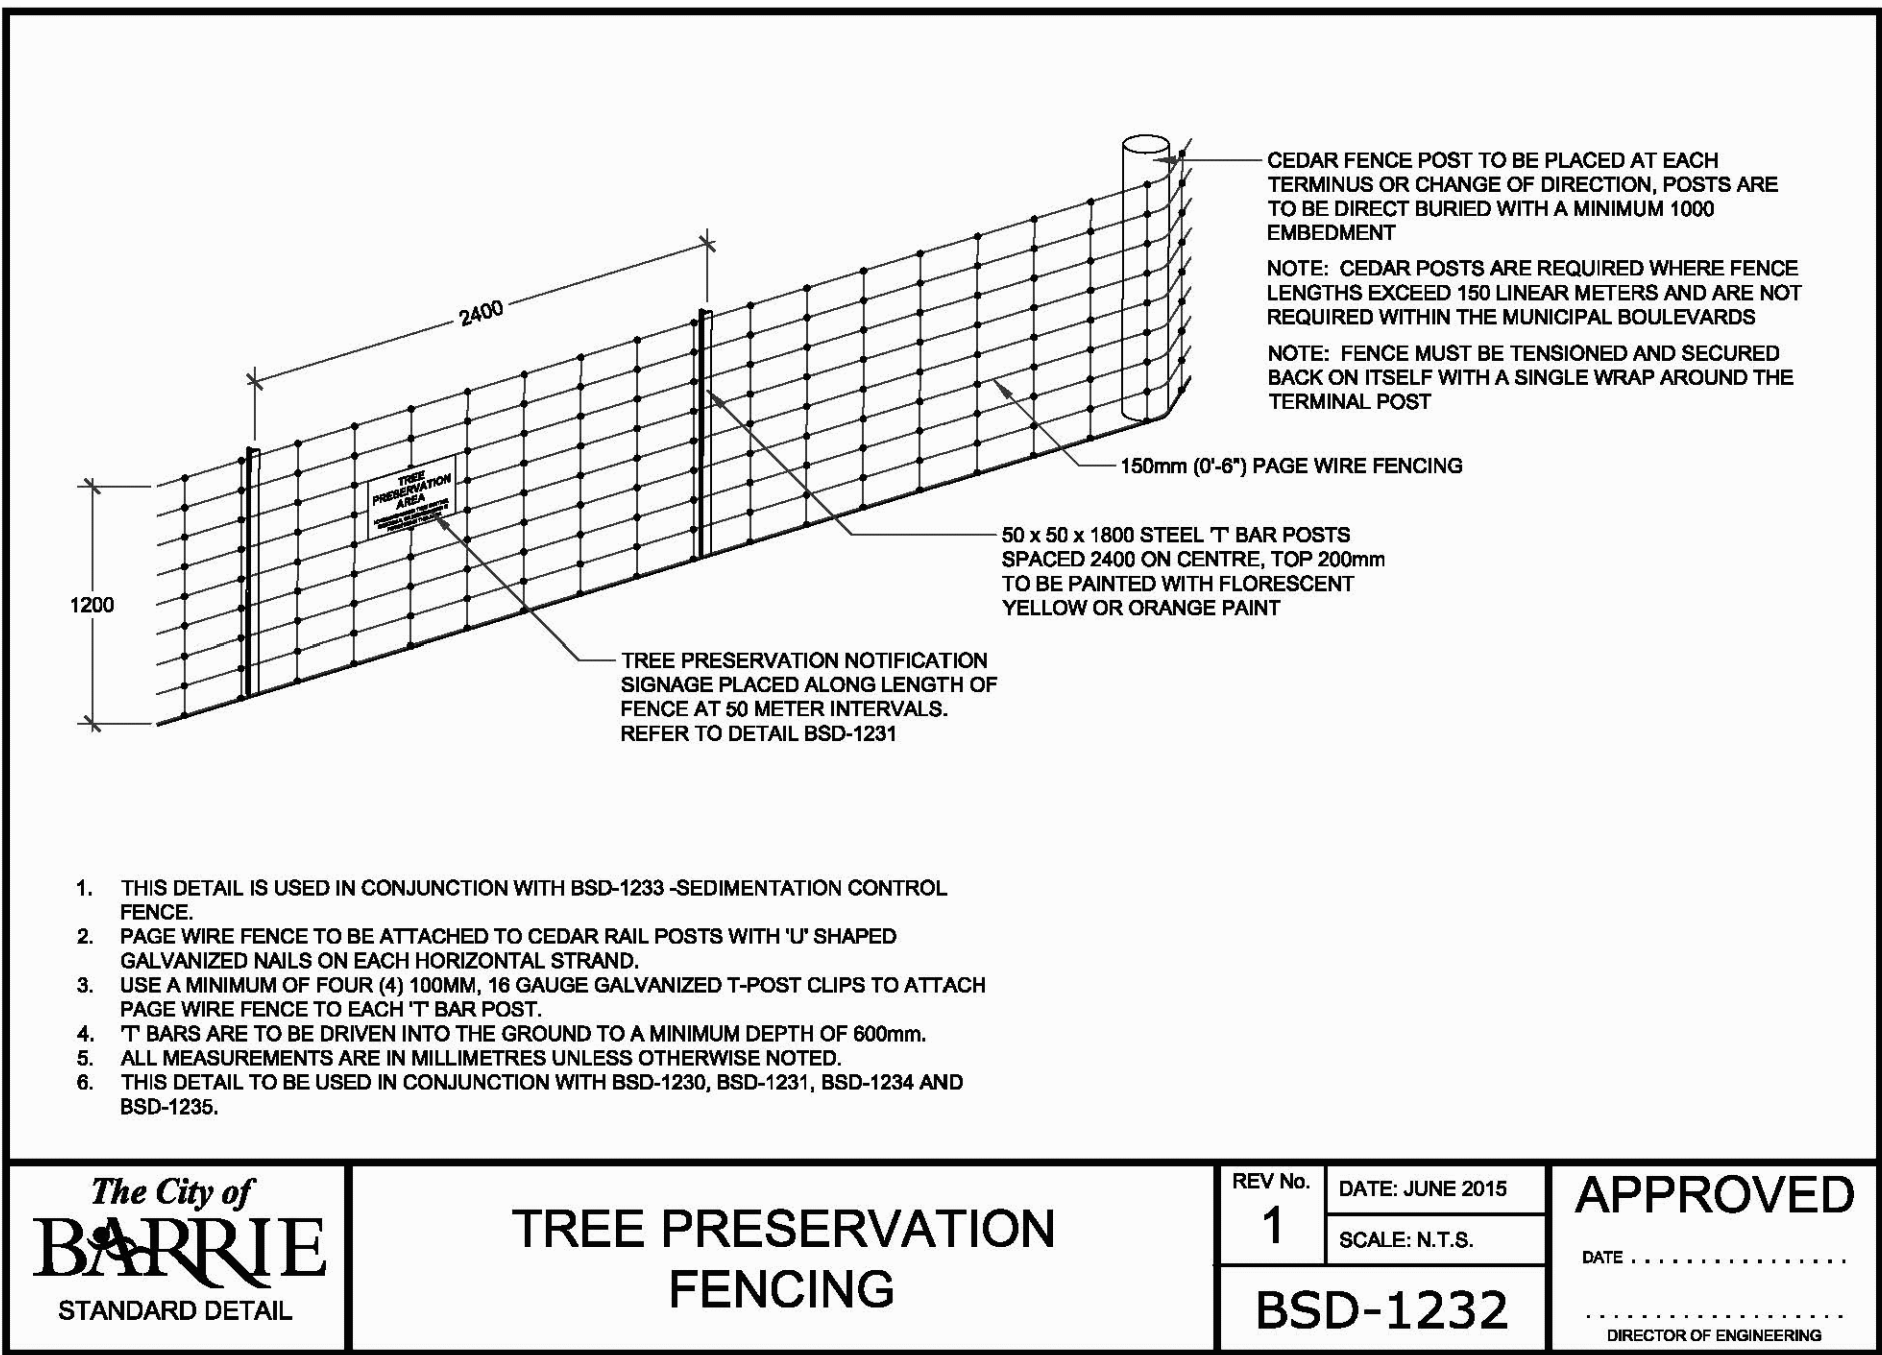 CEDAR FENCE POST TO BE PLACED AT EACH
TERMINUS OR CHANGE OF DIRECTION, POSTS ARE
TO BE DIRECT BURIED WITH A MINIMUM 1000
EMBEDMENT
NOTE: CEDAR POSTS ARE REQUIRED WHERE FENCE
LENGTHS EXCEED 150 LINEAR METERS AND ARE NOT
REQUIRED WITHIN THE MUNICIPAL BOULEVARDS
NOTE: FENCE MUST BE TENSIONED AND SECURED
BACK ON ITSELF WITH A SINGLE WRAP AROUND THE
TERMINAL POST
2400
150mm (0'-6") PAGE WIRE FENCING
TREE
PRESERVATION
AREA
50 x 50 x 1800 STEEL 'T' BAR POSTS
SPACED 2400 ON CENTRE, TOP 200mm
TO BE PAINTED WITH FLORESCENT
YELLOW OR ORANGE PAINT
1200
TREE PRESERVATION NOTIFICATION
SIGNAGE PLACED ALONG LENGTH OF
FENCE AT 50 METER INTERVALS.
REFER TO DETAIL BSD-1231
1. THIS DETAIL IS USED IN CONJUNCTION WITH BSD-1233 -SEDIMENTATION CONTROL
FENCE.
2. PAGE WIRE FENCE TO BE ATTACHED TO CEDAR RAIL POSTS WITH 'U' SHAPED
GALVANIZED NAILS ON EACH HORIZONTAL STRAND.
3. USE A MINIMUM OF FOUR (4) 100MM, 16 GAUGE GALVANIZED T-POST CLIPS TO ATTACH
PAGE WIRE FENCE TO EACH 'T' BAR POST.
4. 'T' BARS ARE TO BE DRIVEN INTO THE GROUND TO A MINIMUM DEPTH OF 600mm.
5. ALL MEASUREMENTS ARE IN MILLIMETRES UNLESS OTHERWISE NOTED.
6. THIS DETAIL TO BE USED IN CONJUNCTION WITH BSD-1230, BSD-1231, BSD-1234 AND
BSD-1235.
The City of
BARRIE
STANDARD DETAIL
TREE PRESERVATION
FENCING
REV No.
1
DATE: JUNE 2015
SCALE: N.T.S.
BSD-1232
APPROVED
DATE . . . . . . . . . . . . . . . .
. . . . . . . . . . . . . . . . . . .
DIRECTOR OF ENGINEERING